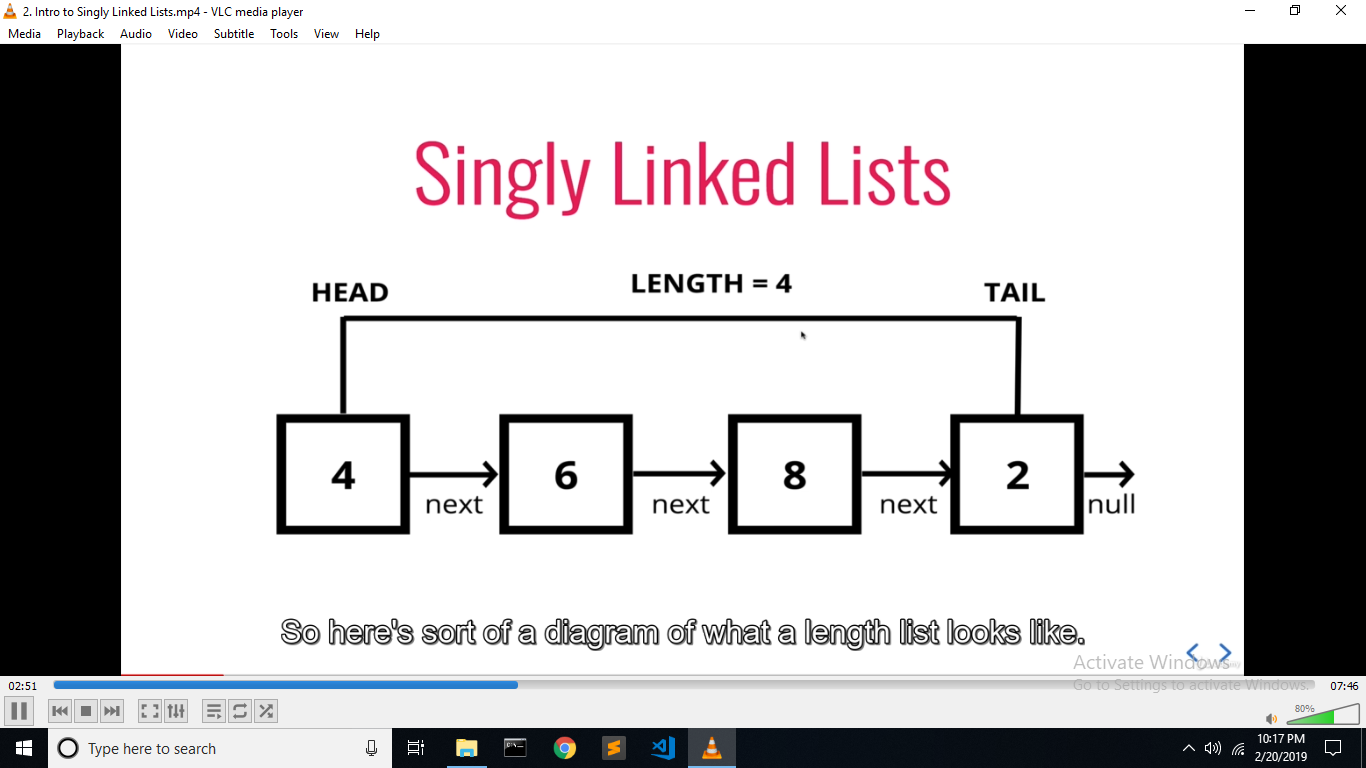 2. Intro to Singly Linked Lists.mp4 - VLC media player
Media Playback Audio Video Subtitle Tools View Help
Singly Linked Lists
HEAD LENGTH = 4 TAIL
4 6 8 2
next next next null
So here's sort of a diagram of what a length list looks like.
Activate Windows
Go to Settings to activate Windows.
02:51 07:46
80%
Type here to search
10:17 PM
2/20/2019